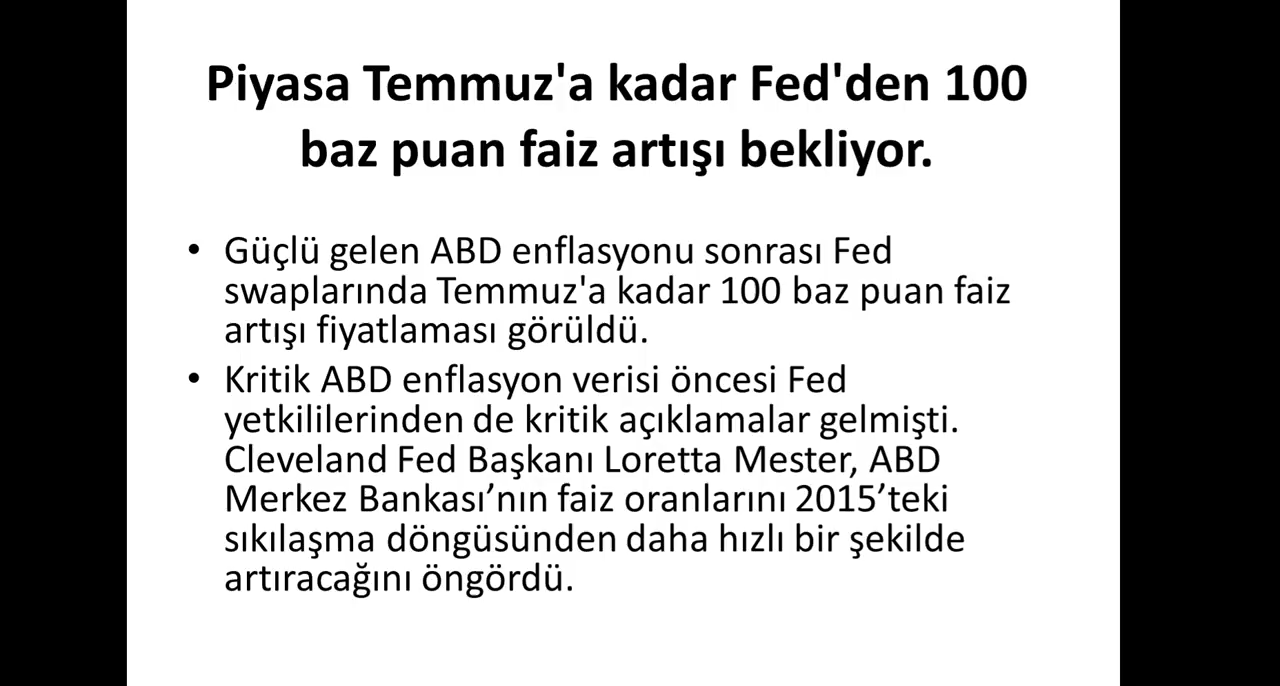 Piyasa Temmuz'a kadar Fed'den 100
baz puan faiz artışı bekliyor.
• Güçlü gelen ABD enflasyonu sonrası Fed
swaplarında Temmuz'a kadar 100 baz puan faiz
artışı fiyatlaması görüldü.
• Kritik ABD enflasyon verisi öncesi Fed
yetkililerinden de kritik açıklamalar gelmişti.
Cleveland Fed Başkanı Loretta Mester, ABD
Merkez Bankası’nın faiz oranlarını 2015’teki
sıkılaşma döngüsünden daha hızlı bir şekilde
artıracağını öngördü.